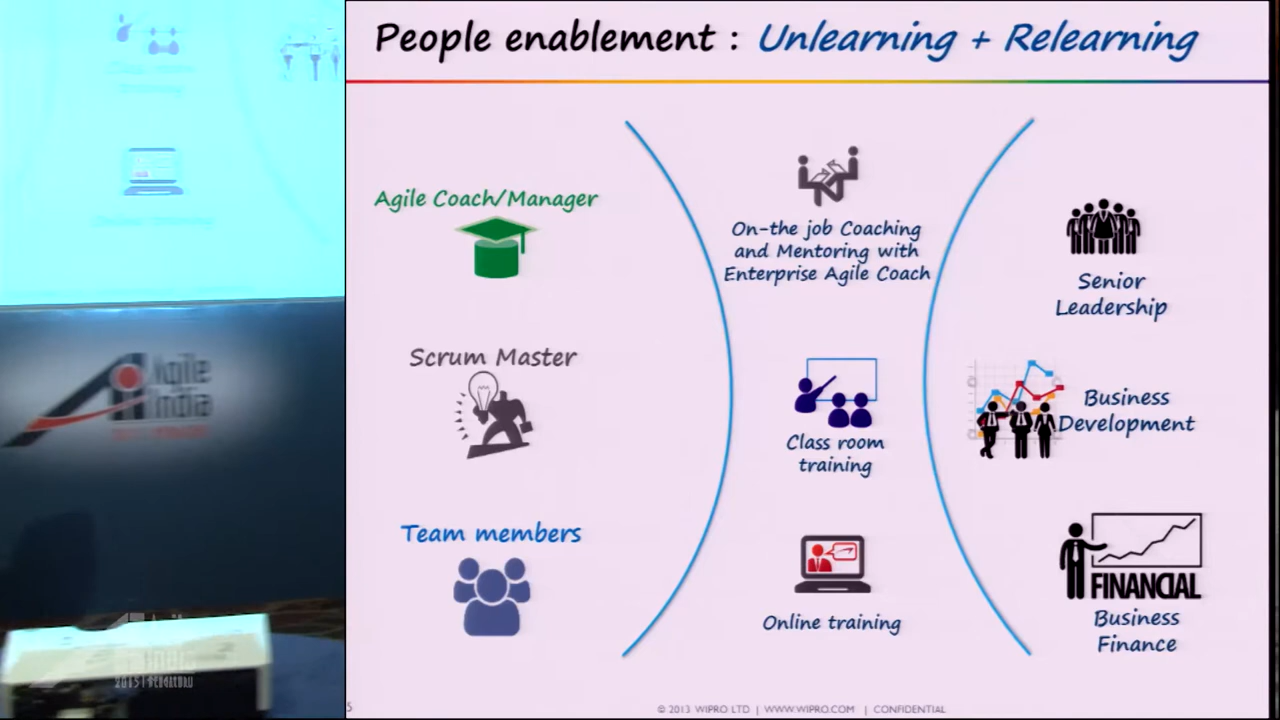 People enablement : Unlearning + Relearning
Agile Coach/Manager
Scrum Master
Team members
On-the job Coaching
and Mentoring with
Enterprise Agile Coach
Class room
training
Online training
Senior
Leadership
Business
Development
FINANCIAL
Business
Finance
5
© 2013 WIPRO LTD | WWW.WIPRO.COM | CONFIDENTIAL
Agile
India